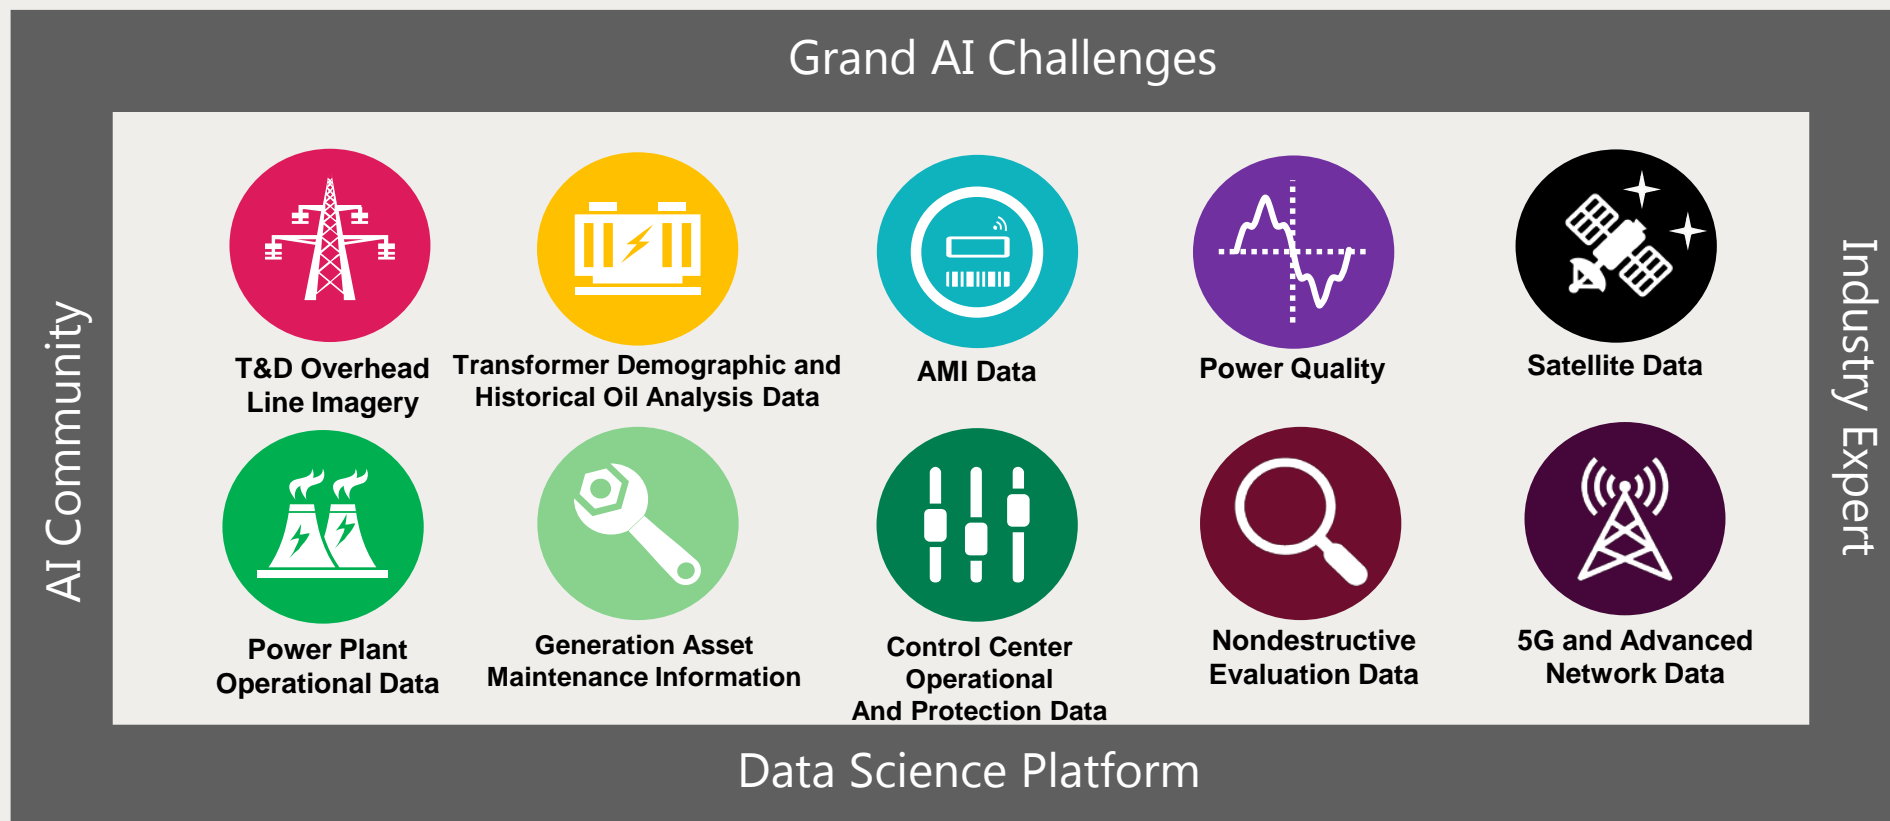 Grand AI Challenges
AI Community
T&D Overhead
Line Imagery
Transformer Demographic and
Historical Oil Analysis Data
AMI Data
Power Quality
Satellite Data
Power Plant
Operational Data
Generation Asset
Maintenance Information
Control Center
Operational
And Protection Data
Nondestructive
Evaluation Data
5G and Advanced
Network Data
Industry Expert
Data Science Platform